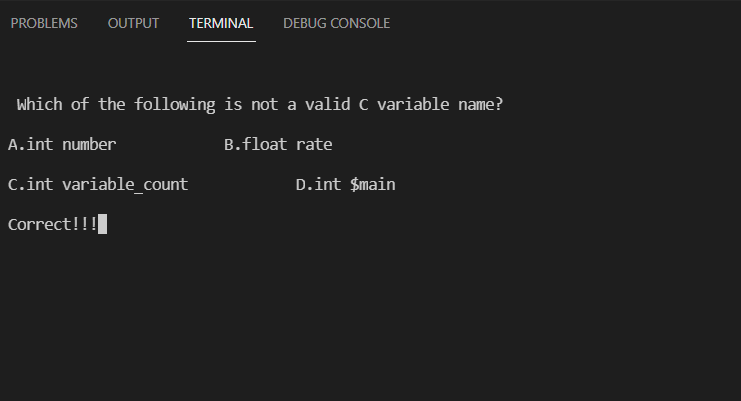 PROBLEMS OUTPUT TERMINAL DEBUG CONSOLE
Which of the following is not a valid C variable name?
A.int number B.float rate
C.int variable_count D.int $main
Correct!!!